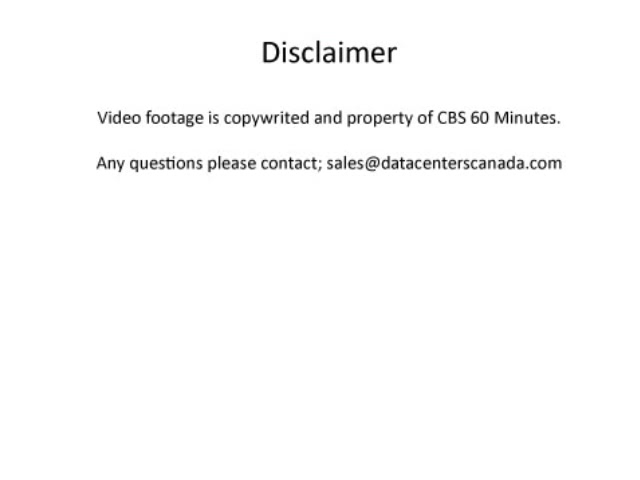 Disclaimer
Video footage is copywrited and property of CBS 60 Minutes.
Any questions please contact; sales@datacenterscanada.com